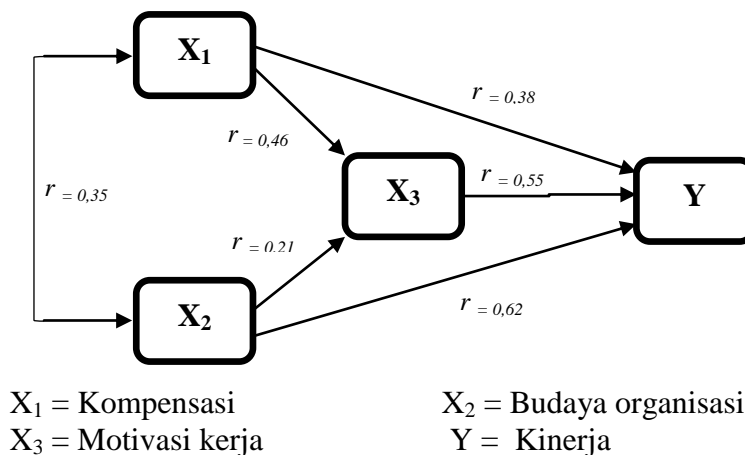 X₁
r = 0,38
r = 0,46
r = 0,55
X₃
Y
r = 0,35
r = 0.21
X₂
r = 0,62
X₁ = Kompensasi X₂ = Budaya organisasi
X₃ = Motivasi kerja Y = Kinerja